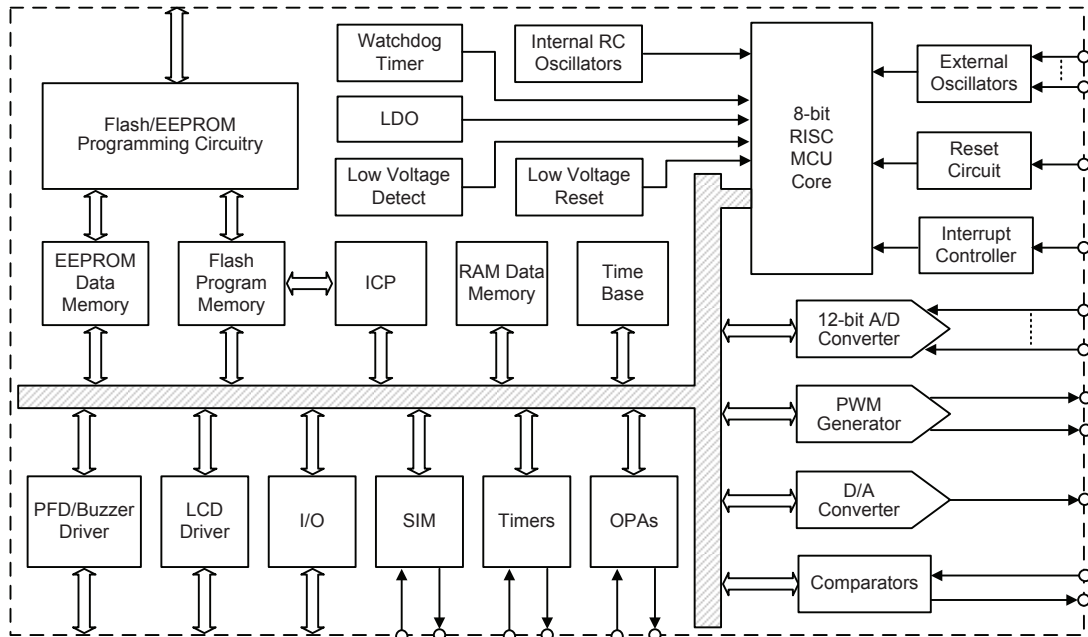 Watchdog
Timer
Internal RC
Oscillators
External
Oscillators
Flash/EEPROM
Programming Circuitry
LDO
8-bit
RISC
MCU
Core
Low Voltage
Detect
Low Voltage
Reset
Reset
Circuit
Interrupt
Controller
EEPROM
Data
Memory
Flash
Program
Memory
ICP
RAM Data
Memory
Time
Base
12-bit A/D
Converter
PWM
Generator
PFD/Buzzer
Driver
LCD
Driver
I/O
SIM
Timers
OPAs
D/A
Converter
Comparators